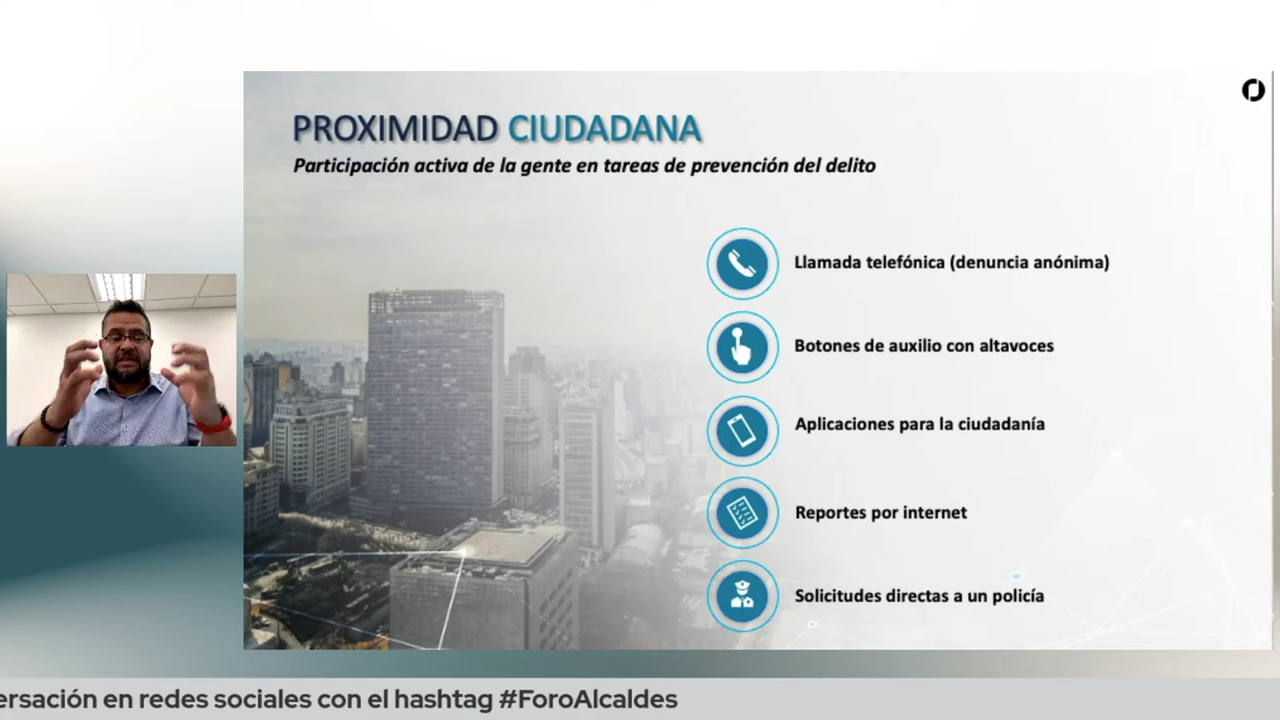 PROXIMIDAD CIUDADANA
Participación activa de la gente en tareas de prevención del delito
Llamada telefónica (denuncia anónima)
Botones de auxilio con altavoces
Aplicaciones para la ciudadanía
Reportes por internet
Solicitudes directas a un policía
ersación en redes sociales con el hashtag #ForoAlcaldes